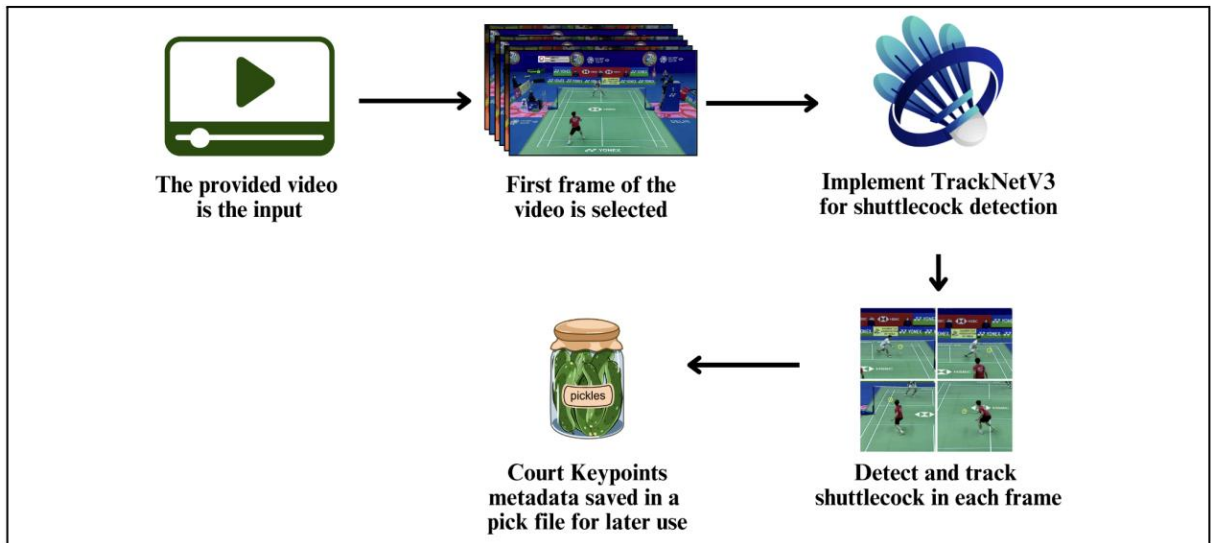 The provided video
is the input
First frame of the
video is selected
Implement TrackNetV3
for shuttlecock detection
YONEX
pickles
Court Keypoints
metadata saved in a
pick file for later use
Detect and track
shuttlecock in each frame